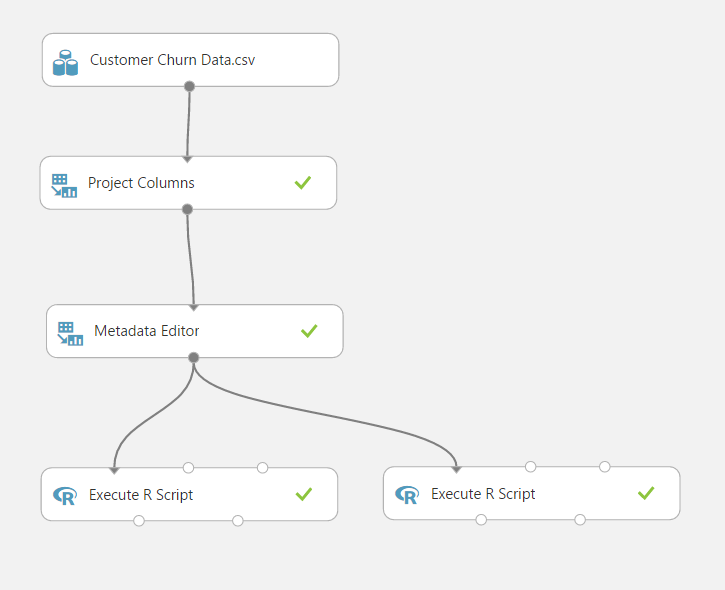 Customer Churn Data.csv
Project Columns
Metadata Editor
Execute R Script
Execute R Script